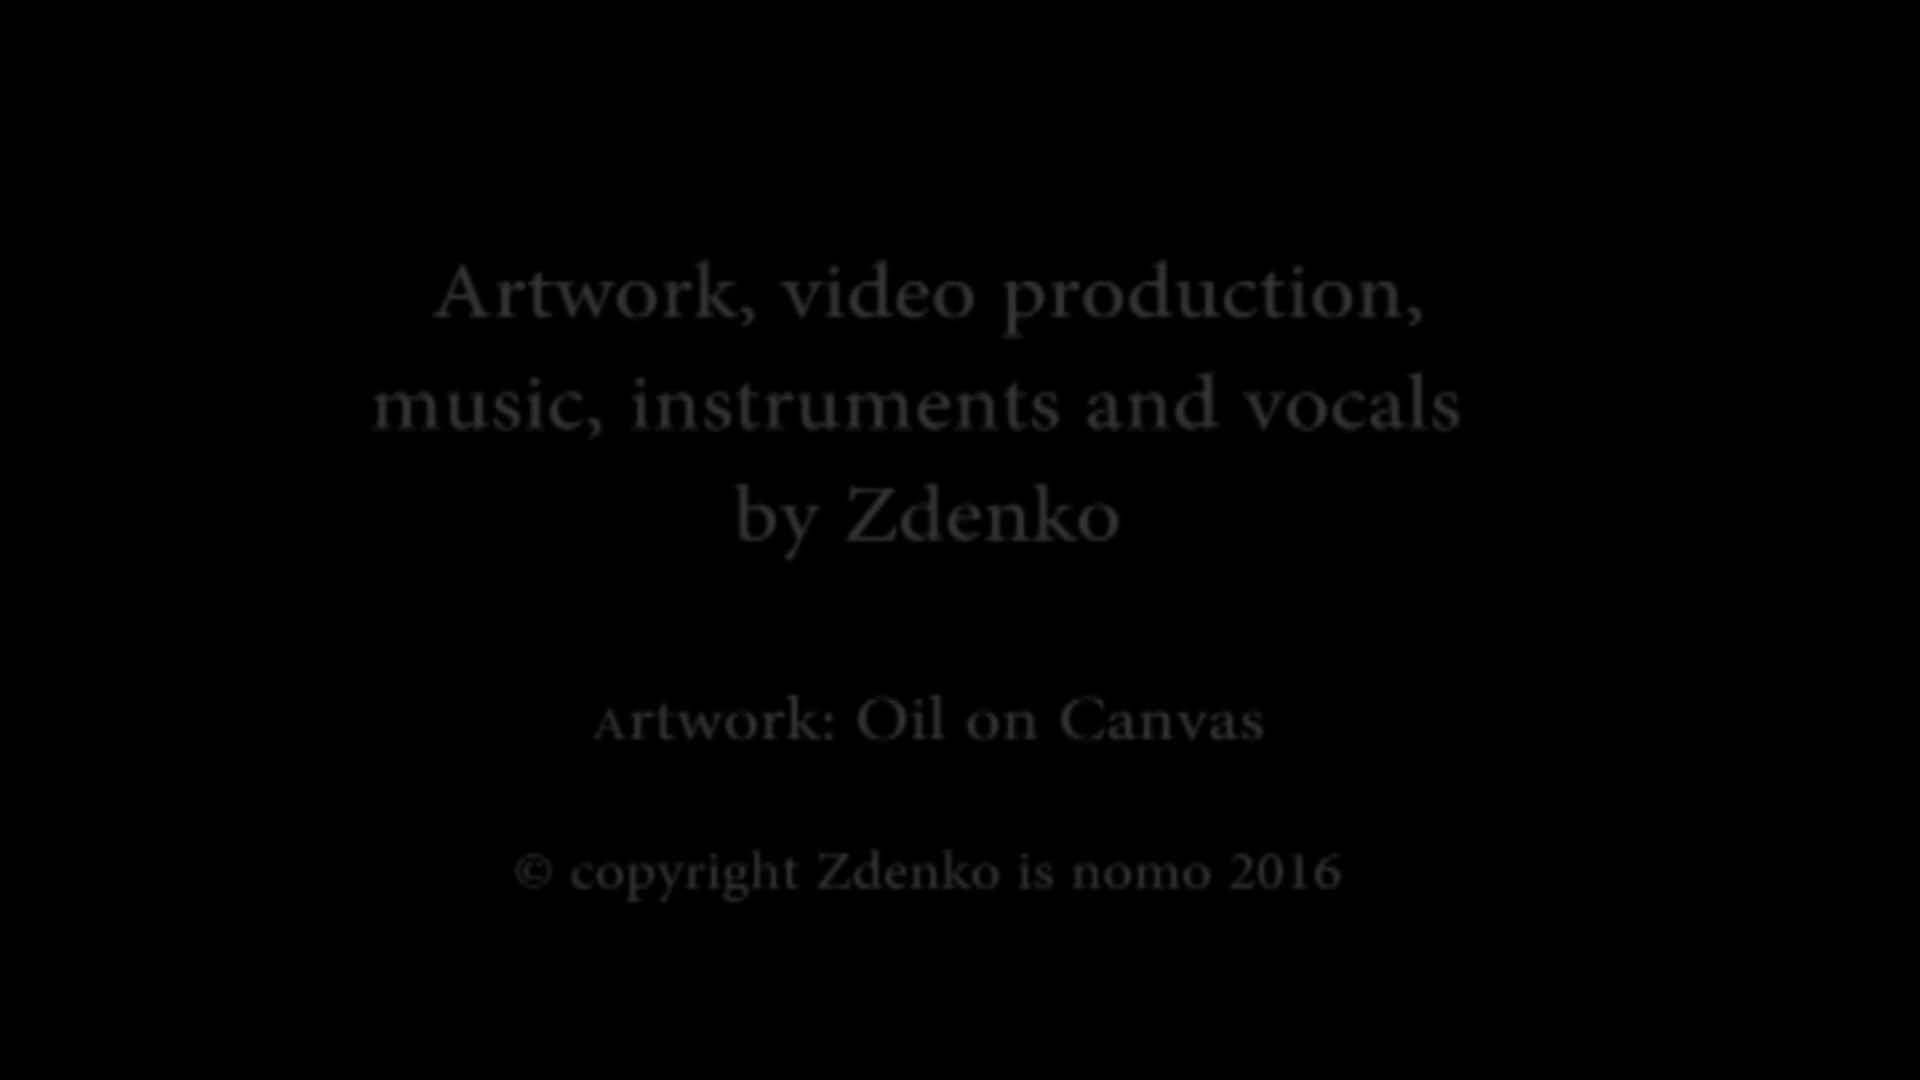 Artwork, video production,
music, instruments and vocals
by Zdenko
Artwork: Oil on Canvas
© copyright Zdenko is nomo 2016